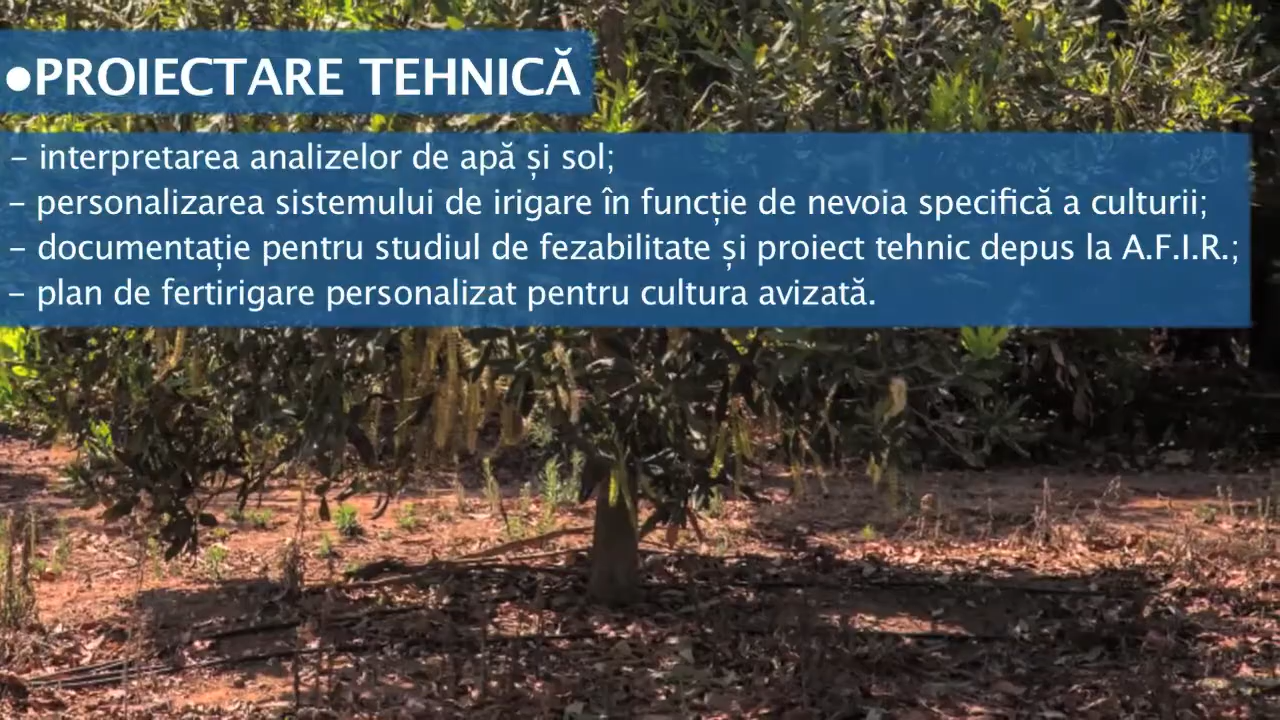 ●PROIECTARE TEHNICĂ
– interpretarea analizelor de apă și sol;
– personalizarea sistemului de irigare în funcție de nevoia specifică a culturii;
– documentație pentru studiul de fezabilitate și proiect tehnic depus la A.F.I.R.;
– plan de fertirigare personalizat pentru cultura avizată.